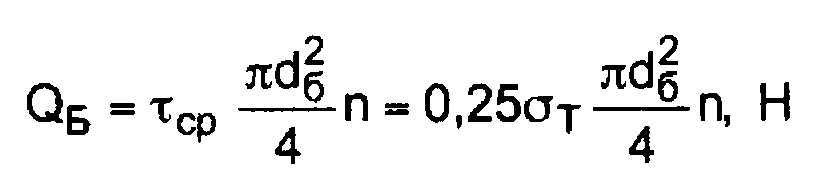 Q_Б = τ_ср πd_б²/4 n = 0,25σ_Т πd_б²/4 n, Н